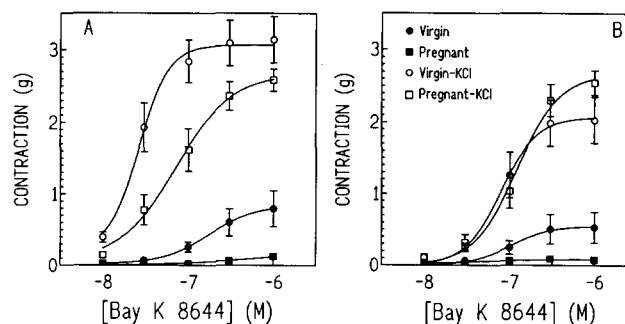 A
CONTRACTION (g)
3
2
1
0
-8 -7 -6
[Bay K 8644] (M)
B
Virgin
Pregnant
Virgin-KCl
Pregnant-KCl
CONTRACTION (g)
3
2
1
0
-8 -7 -6
[Bay K 8644] (M)